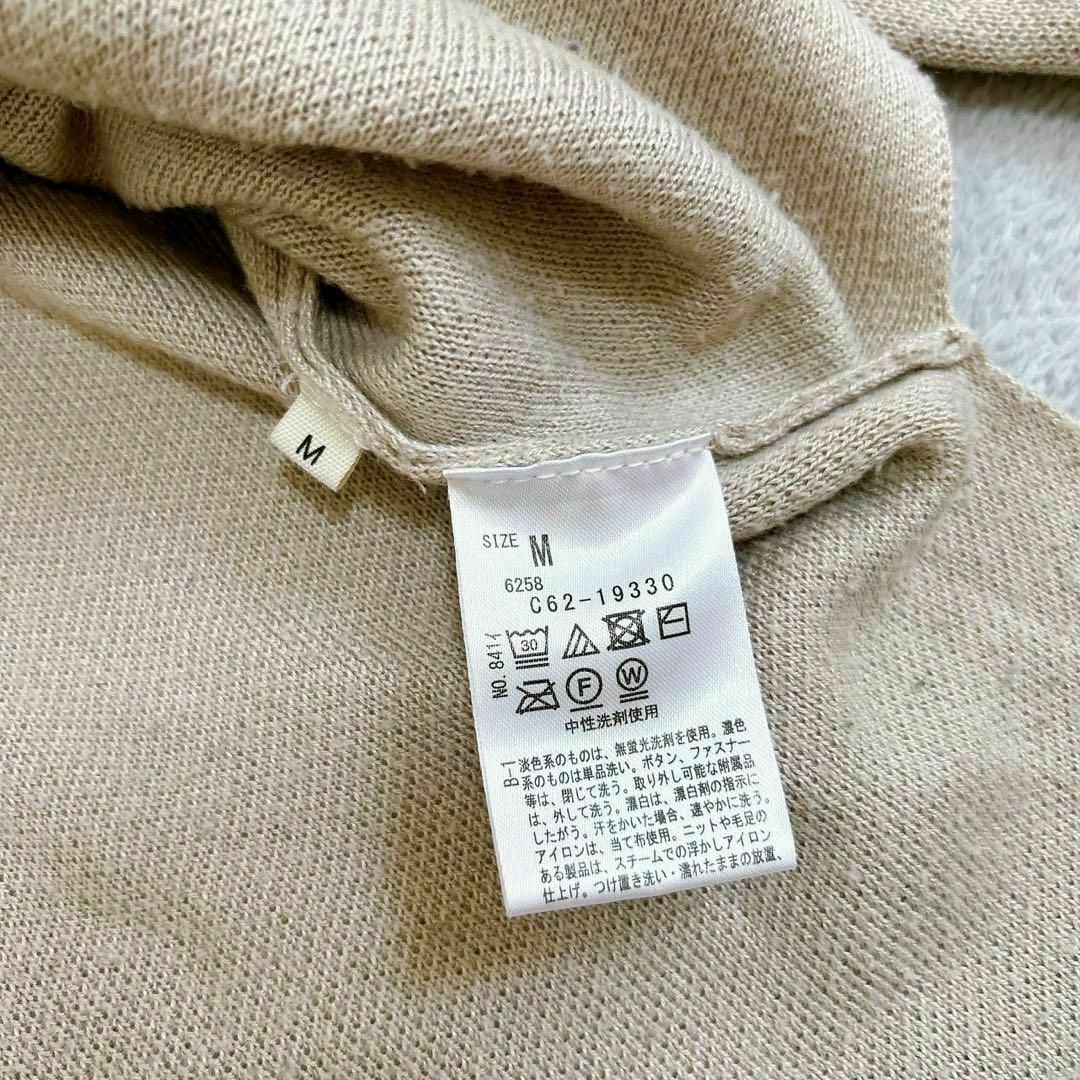 M
SIZE M
6258
C62-19330
NO.8414
30
F W
中性洗剤使用
B-1
淡色系のものは、無蛍光洗剤を使用。濃色
系のものは単品洗い。ボタン、ファスナー
等は、閉じて洗う。取り外し可能な附属品
は、外して洗う。漂白は、漂白剤の指示に
したがう。汗をかいた場合、速やかに洗う。
アイロンは、当て布使用。ニットや毛足の
ある製品は、スチームでの浮かしアイロン
仕上げ。つけ置き洗い・濡れたままの放置、